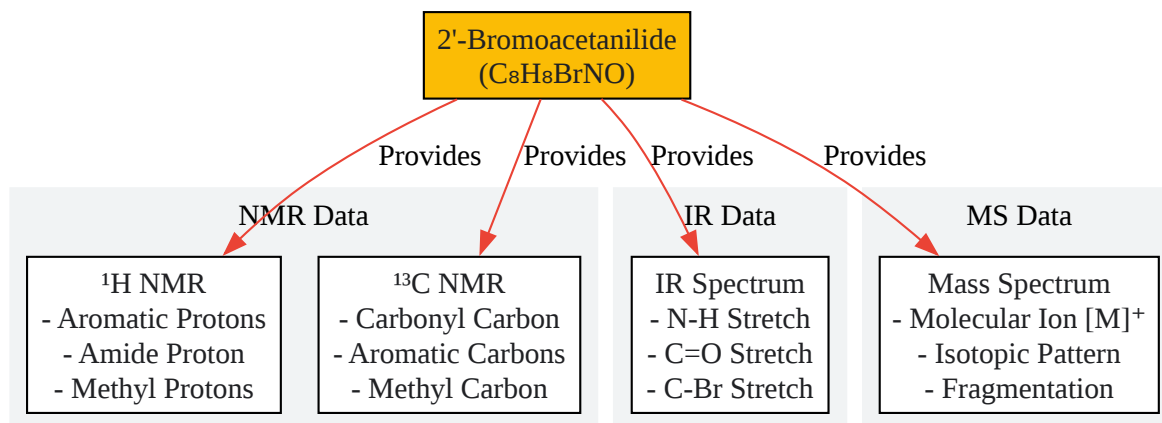 2'-Bromoacetanilide
(C₈H₈BrNO)
Provides
Provides
Provides
Provides
NMR Data
IR Data
MS Data
¹H NMR
- Aromatic Protons
- Amide Proton
- Methyl Protons
¹³C NMR
- Carbonyl Carbon
- Aromatic Carbons
- Methyl Carbon
IR Spectrum
- N-H Stretch
- C=O Stretch
- C-Br Stretch
Mass Spectrum
- Molecular Ion [M]⁺
- Isotopic Pattern
- Fragmentation